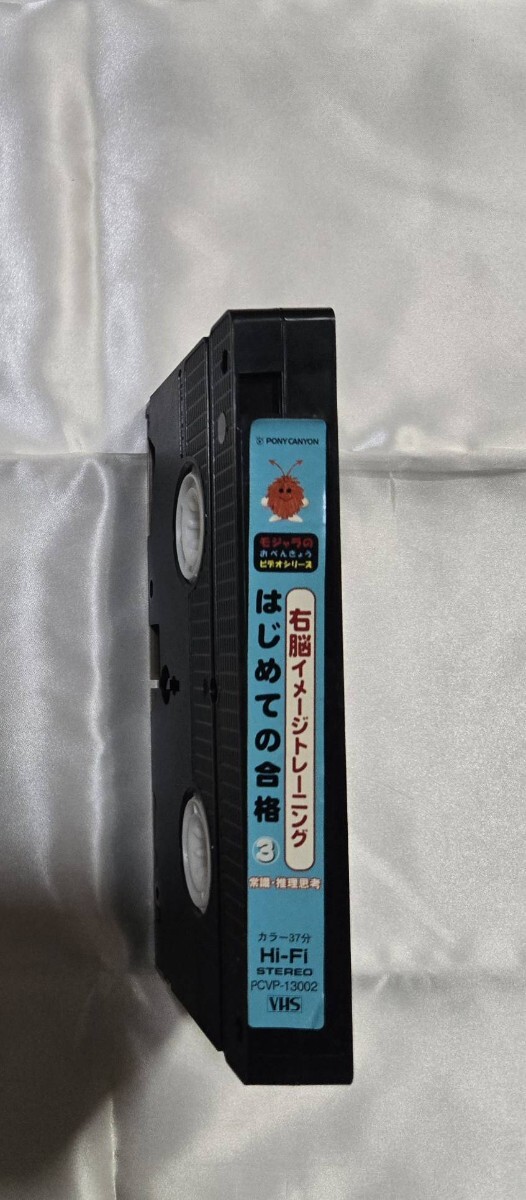 PONY CANYON
モジャラの
おべんきょう
ビデオシリーズ
右脳イメージトレーニング
はじめての合格
3
常識・推理思考
カラー37分
Hi-Fi
STEREO
PCVP-13002
VHS